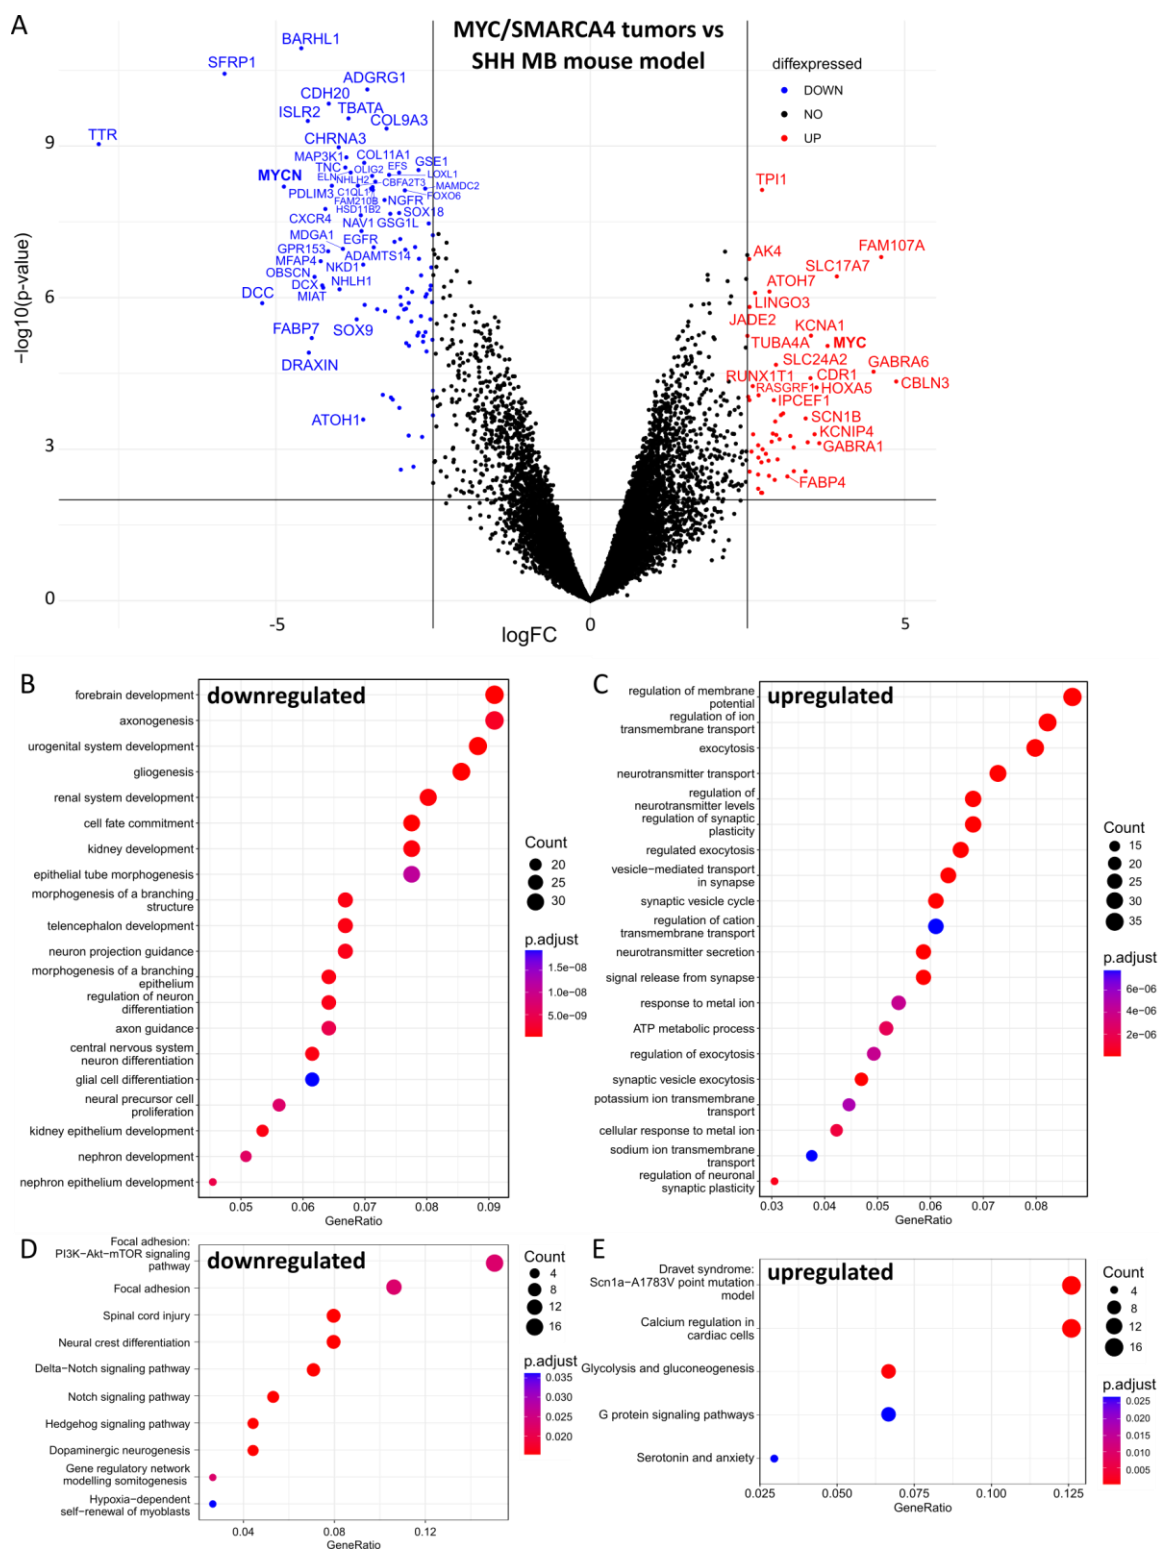 A
MYC/SMARCA4 tumors vs
SHH MB mouse model
diffexpressed
DOWN
NO
UP
BARHL1
SFRP1
ADGRG1
CDH20
TBATA
ISLR2
COL9A3
TTR
CHRNA3
MAP3K1
COL11A1
GSE1
TNC
OLIG2
EFS
LOXL1
MYCN
ELN
NHLH2
CBFA2T3
MAMDC2
PDLIM3
C1QL1
FOXO6
FAM210B
NGFR
HSD11B2
SOX18
CXCR4
NAV1
GSG1L
MDGA1
EGFR
GPR153
ADAMTS14
MFAP4
NKD1
OBSCN
NHLH1
DCX
MIAT
DCC
FABP7
SOX9
DRAXIN
ATOH1
TPI1
AK4
FAM107A
SLC17A7
ATOH7
LINGO3
JADE2
KCNA1
TUBA4A
MYC
SLC24A2
GABRA6
RUNX1T1
CDR1
CBLN3
RASGRF1
HOXA5
IPCEF1
SCN1B
KCNIP4
GABRA1
FABP4
−log10(p-value)
9
6
3
0
-5
0
5
logFC
B
downregulated
forebrain development
axonogenesis
urogenital system development
gliogenesis
renal system development
cell fate commitment
kidney development
epithelial tube morphogenesis
morphogenesis of a branching
structure
telencephalon development
neuron projection guidance
morphogenesis of a branching
epithelium
regulation of neuron
differentiation
axon guidance
central nervous system
neuron differentiation
glial cell differentiation
neural precursor cell
proliferation
kidney epithelium development
nephron development
nephron epithelium development
0.05 0.06 0.07 0.08 0.09
GeneRatio
Count
20
25
30
p.adjust
1.5e−08
1.0e−08
5.0e−09
C
upregulated
regulation of membrane
potential
regulation of ion
transmembrane transport
exocytosis
neurotransmitter transport
regulation of
neurotransmitter levels
regulation of synaptic
plasticity
regulated exocytosis
vesicle−mediated transport
in synapse
synaptic vesicle cycle
regulation of cation
transmembrane transport
neurotransmitter secretion
signal release from synapse
response to metal ion
ATP metabolic process
regulation of exocytosis
synaptic vesicle exocytosis
potassium ion transmembrane
transport
cellular response to metal ion
sodium ion transmembrane
transport
regulation of neuronal
synaptic plasticity
0.03 0.04 0.05 0.06 0.07 0.08
GeneRatio
Count
15
20
25
30
35
p.adjust
6e−06
4e−06
2e−06
D
downregulated
Focal adhesion:
PI3K−Akt−mTOR signaling
pathway
Focal adhesion
Spinal cord injury
Neural crest differentiation
Delta−Notch signaling pathway
Notch signaling pathway
Hedgehog signaling pathway
Dopaminergic neurogenesis
Gene regulatory network
modelling somitogenesis
Hypoxia−dependent
self−renewal of myoblasts
0.04 0.08 0.12
GeneRatio
Count
4
8
12
16
p.adjust
0.035
0.030
0.025
0.020
E
upregulated
Dravet syndrome:
Scn1a−A1783V point mutation
model
Calcium regulation in
cardiac cells
Glycolysis and gluconeogenesis
G protein signaling pathways
Serotonin and anxiety
0.025 0.050 0.075 0.100 0.125
GeneRatio
Count
4
8
12
16
p.adjust
0.025
0.020
0.015
0.010
0.005